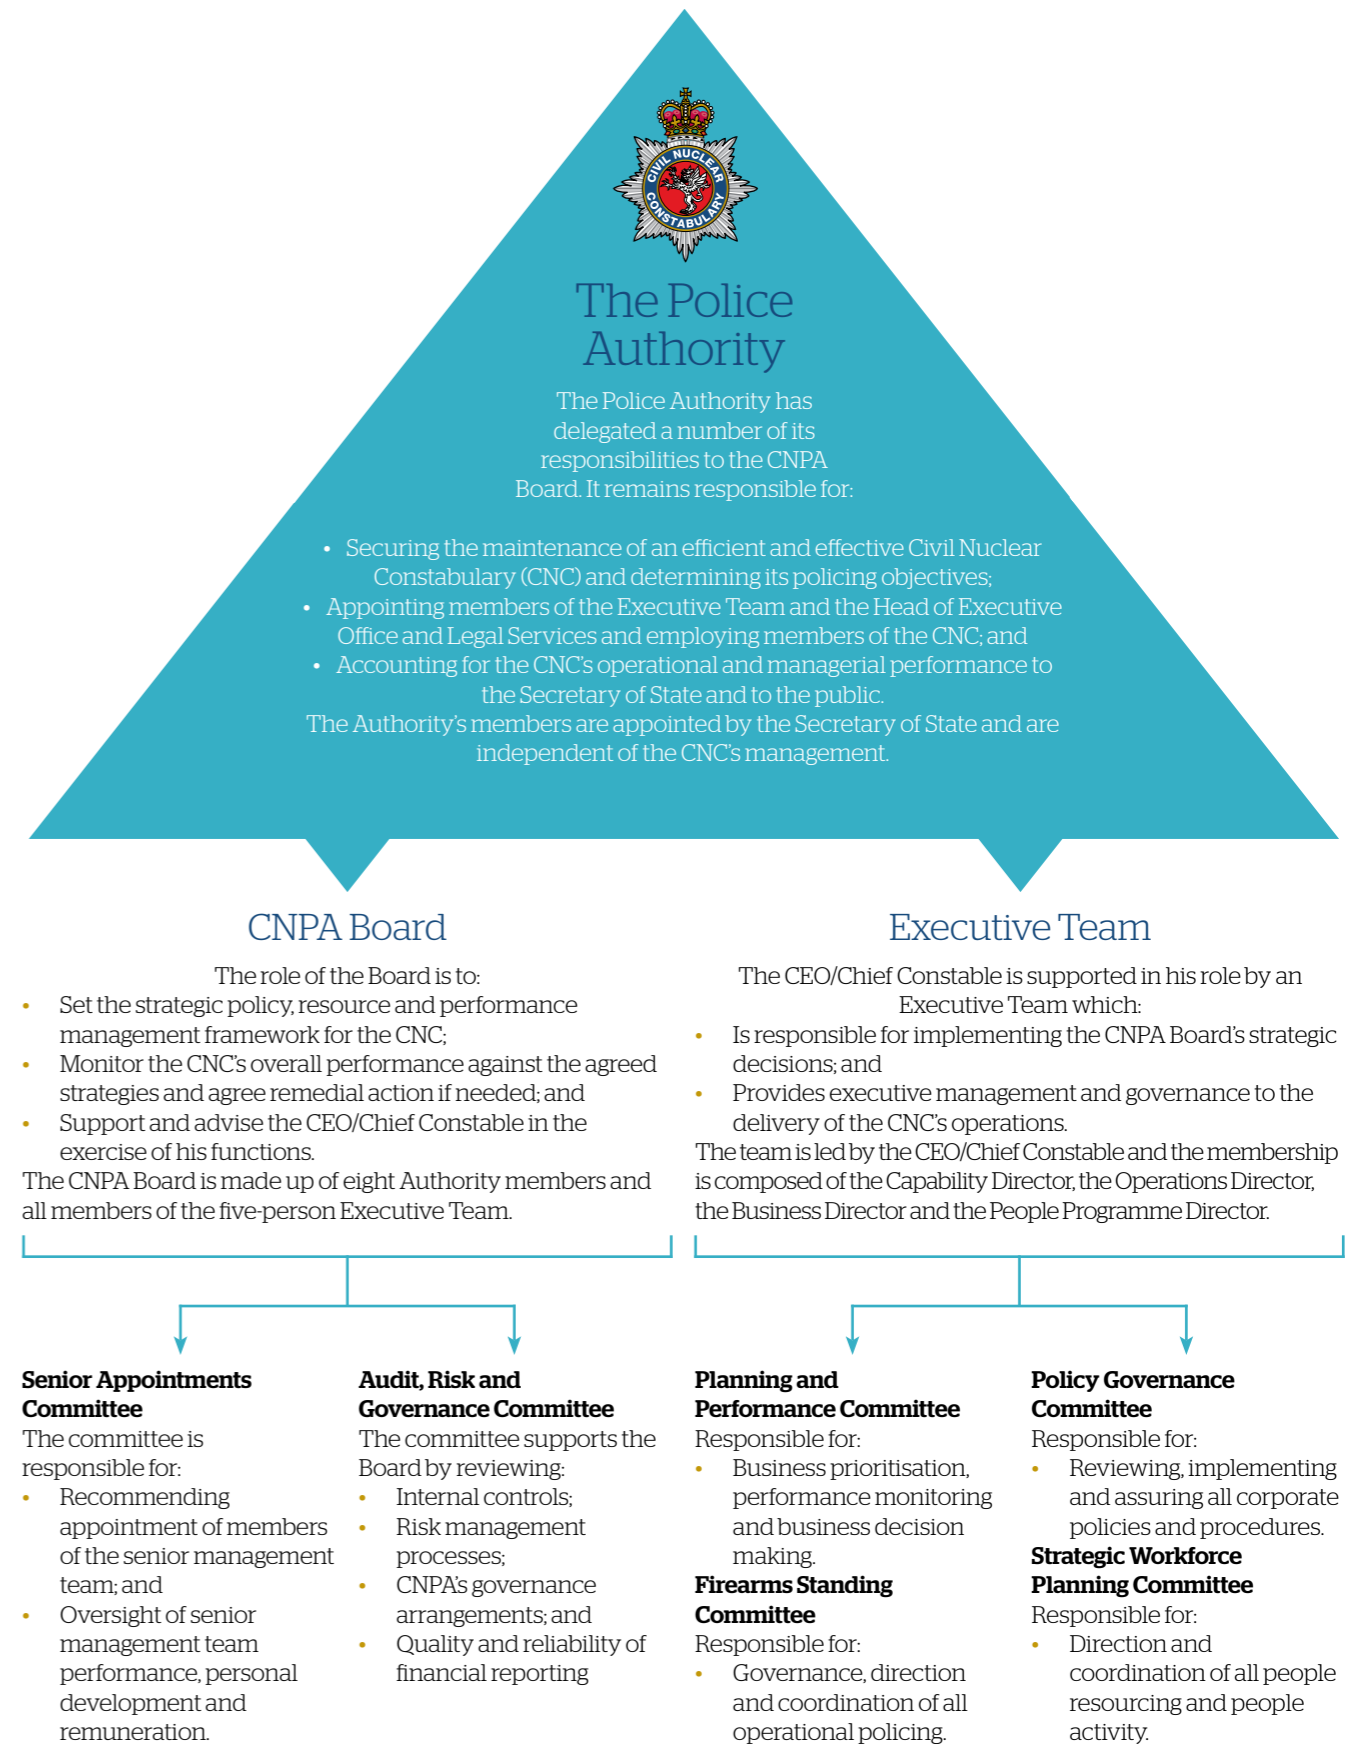 CIVIL NUCLEAR
CONSTABULARY
The Police
Authority
The Police Authority has
delegated a number of its
responsibilities to the CNPA
Board. It remains responsible for:
• Securing the maintenance of an efficient and effective Civil Nuclear
Constabulary (CNC) and determining its policing objectives;
• Appointing members of the Executive Team and the Head of Executive
Office and Legal Services and employing members of the CNC; and
• Accounting for the CNC's operational and managerial performance to
the Secretary of State and to the public.
The Authority's members are appointed by the Secretary of State and are
independent of the CNC's management.
CNPA Board
The role of the Board is to:
• Set the strategic policy, resource and performance
management framework for the CNC;
• Monitor the CNC's overall performance against the agreed
strategies and agree remedial action if needed; and
• Support and advise the CEO/Chief Constable in the
exercise of his functions.
The CNPA Board is made up of eight Authority members and
all members of the five-person Executive Team.
Executive Team
The CEO/Chief Constable is supported in his role by an
Executive Team which:
• Is responsible for implementing the CNPA Board's strategic
decisions; and
• Provides executive management and governance to the
delivery of the CNC's operations.
The team is led by the CEO/Chief Constable and the membership
is composed of the Capability Director, the Operations Director,
the Business Director and the People Programme Director.
Senior Appointments
Committee
The committee is
responsible for:
• Recommending
appointment of members
of the senior management
team; and
• Oversight of senior
management team
performance, personal
development and
remuneration.
Audit, Risk and
Governance Committee
The committee supports the
Board by reviewing:
• Internal controls;
• Risk management
processes;
• CNPA's governance
arrangements; and
• Quality and reliability of
financial reporting
Planning and
Performance Committee
Responsible for:
• Business prioritisation,
performance monitoring
and business decision
making.
Firearms Standing
Committee
Responsible for:
• Governance, direction
and coordination of all
operational policing.
Policy Governance
Committee
Responsible for:
• Reviewing, implementing
and assuring all corporate
policies and procedures.
Strategic Workforce
Planning Committee
Responsible for:
• Direction and
coordination of all people
resourcing and people
activity.